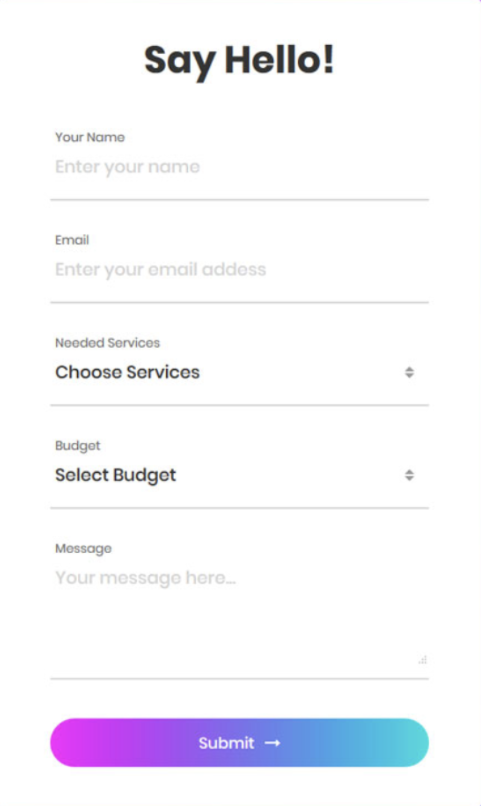 Say Hello!
Your Name
Enter your name
Email
Enter your email addess
Needed Services
Choose Services
Budget
Select Budget
Message
Your message here...
Submit →